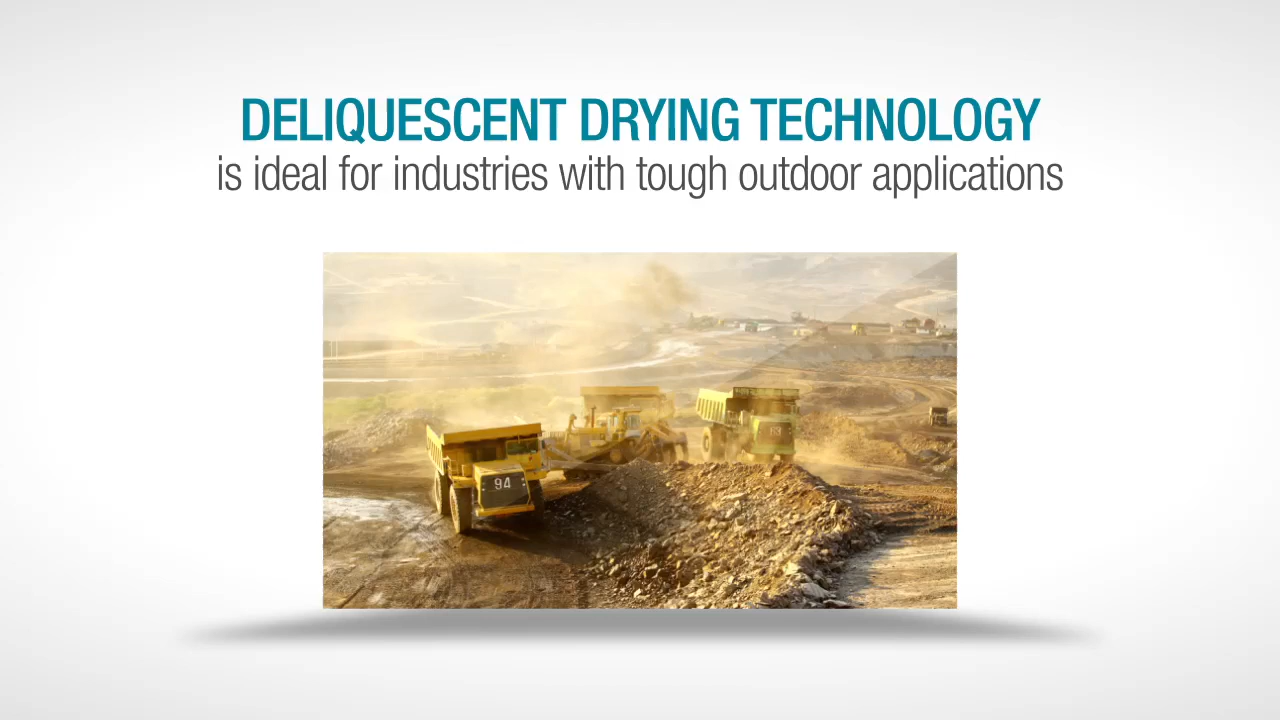 DELIQUESCENT DRYING TECHNOLOGY
is ideal for industries with tough outdoor applications
94